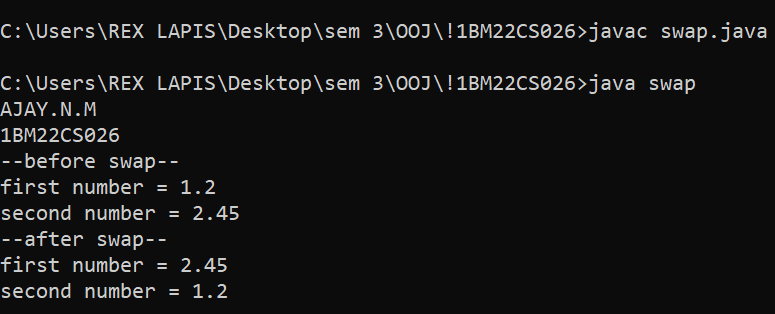 C:\Users\REX LAPIS\Desktop\sem 3\OOJ\!1BM22CS026>javac swap.java
C:\Users\REX LAPIS\Desktop\sem 3\OOJ\!1BM22CS026>java swap
AJAY.N.M
1BM22CS026
--before swap--
first number = 1.2
second number = 2.45
--after swap--
first number = 2.45
second number = 1.2